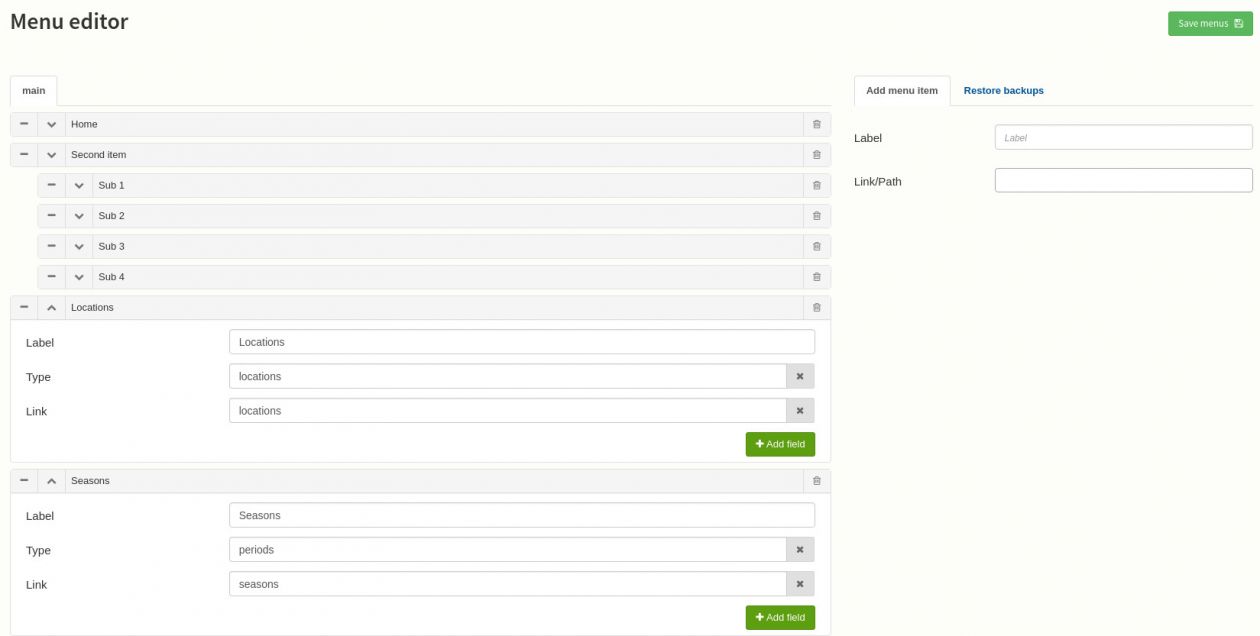 Menu editor
Save menus
main
Add menu item
Restore backups
Home
Label
Label
Second item
Link/Path
Sub 1
Sub 2
Sub 3
Sub 4
Locations
Label
Locations
Type
locations
Link
locations
Add field
Seasons
Label
Seasons
Type
periods
Link
seasons
Add field